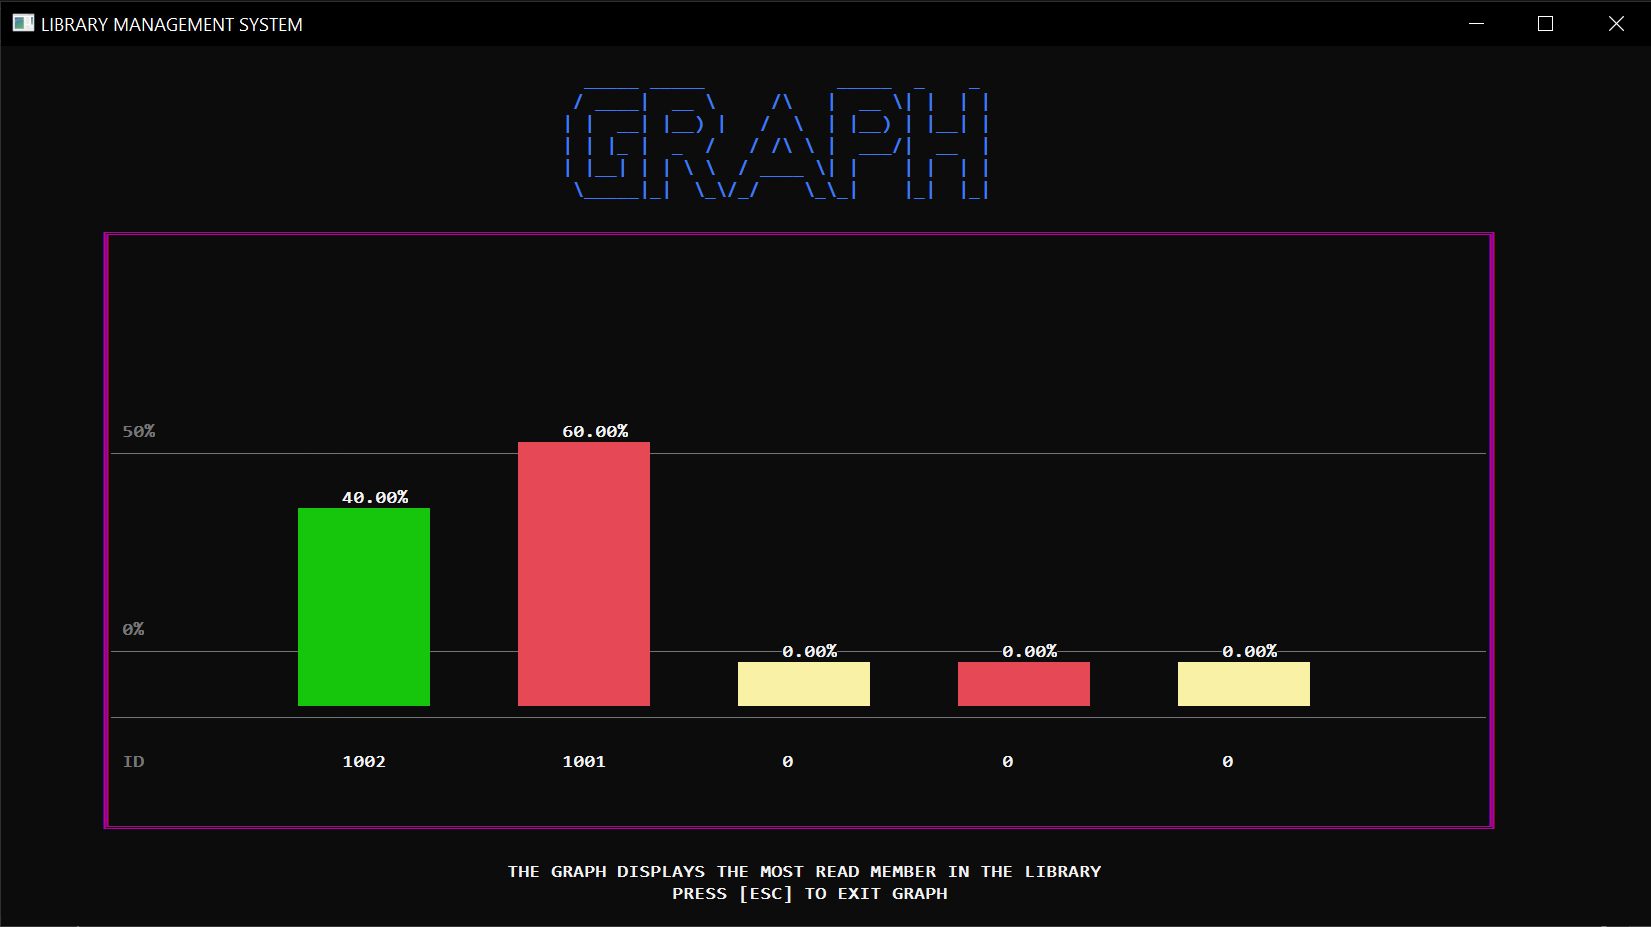 LIBRARY MANAGEMENT SYSTEM
GRAPH
50%
60.00%
40.00%
0%
0.00% 0.00% 0.00%
ID 1002 1001 0 0 0
THE GRAPH DISPLAYS THE MOST READ MEMBER IN THE LIBRARY
PRESS [ESC] TO EXIT GRAPH